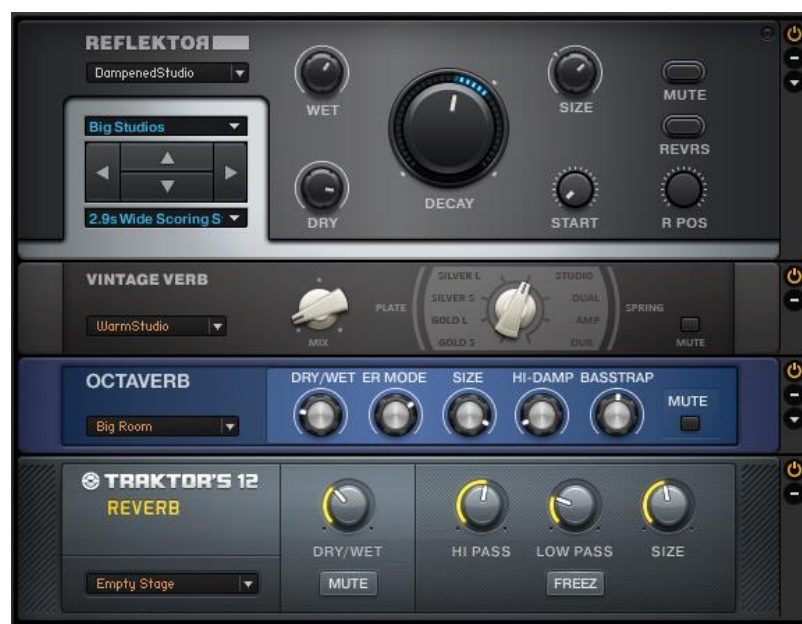 REFLEKTOЯ
DampenedStudio
WET
SIZE
MUTE
Big Studios
REVRS
2.9s Wide Scoring S
DRY
DECAY
START
R POS
VINTAGE VERB
WarmStudio
MIX
PLATE
SILVER L
SILVER S
GOLD L
GOLD S
STUDIO
DUAL
AMP
DUB
SPRING
MUTE
OCTAVERB
Big Room
DRY/WET ER MODE SIZE HI-DAMP BASSTRAP
MUTE
TRAKTOR'S 12
REVERB
Empty Stage
DRY/WET
MUTE
HI PASS LOW PASS SIZE
FREEZ